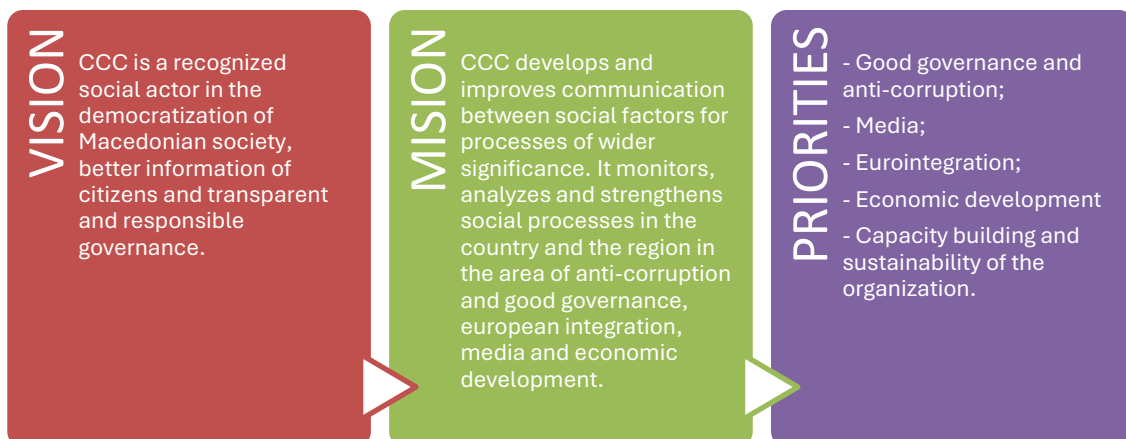 VISION
CCC is a recognized
social actor in the
democratization of
Macedonian society,
better information of
citizens and transparent
and responsible
governance.
MISION
CCC develops and
improves communication
between social factors for
processes of wider
significance. It monitors,
analyzes and strengthens
social processes in the
country and the region in
the area of anti-corruption
and good governance,
european integration,
media and economic
development.
PRIORITIES
- Good governance and
anti-corruption;
- Media;
- Eurointegration;
- Economic development
- Capacity building and
sustainability of the
organization.